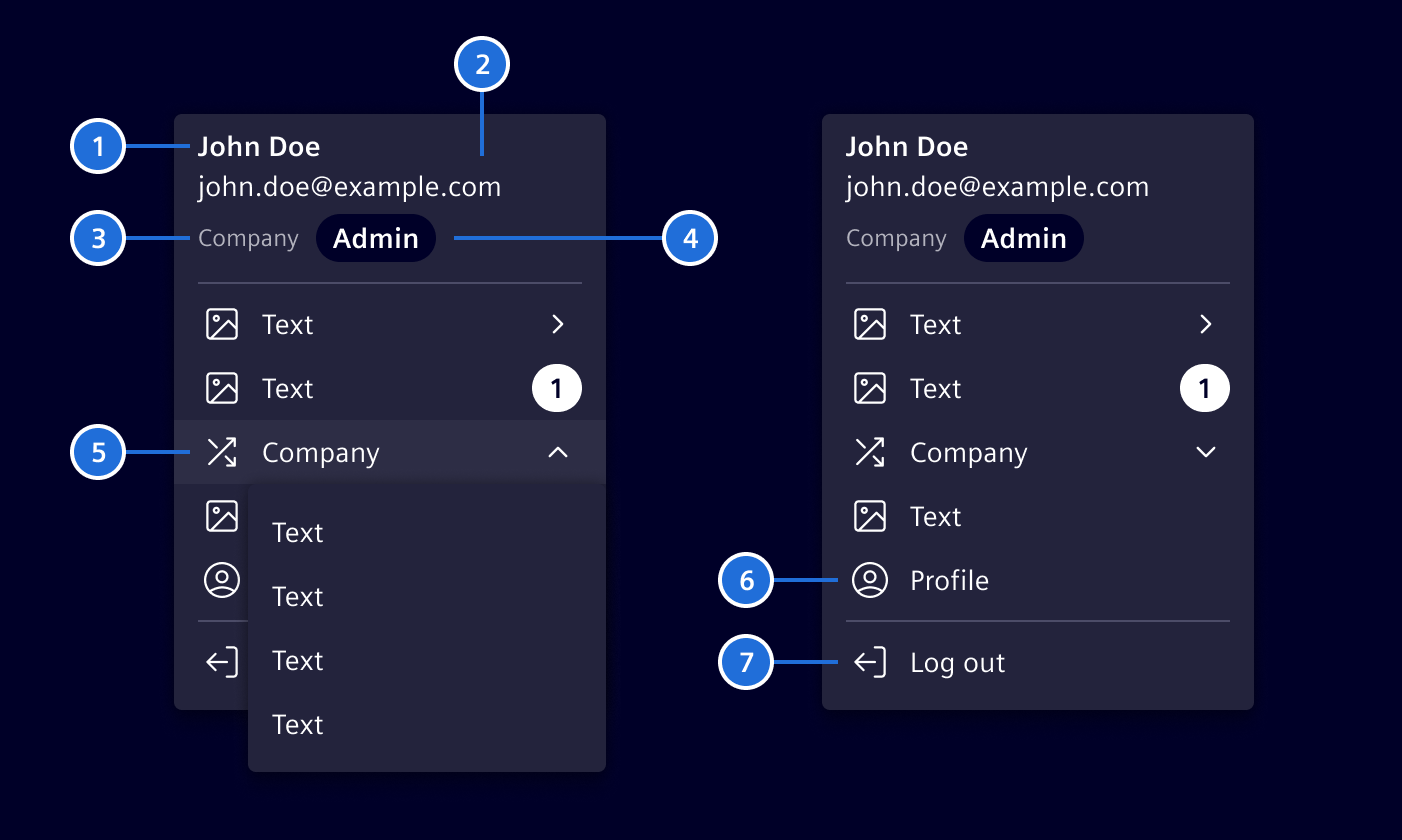 2
1
John Doe
john.doe@example.com
3
Company Admin
4
Text
Text 1
5
Company
Text
Text
Text
Text
John Doe
john.doe@example.com
Company Admin
Text
Text 1
Company
Text
6
Profile
7
Log out